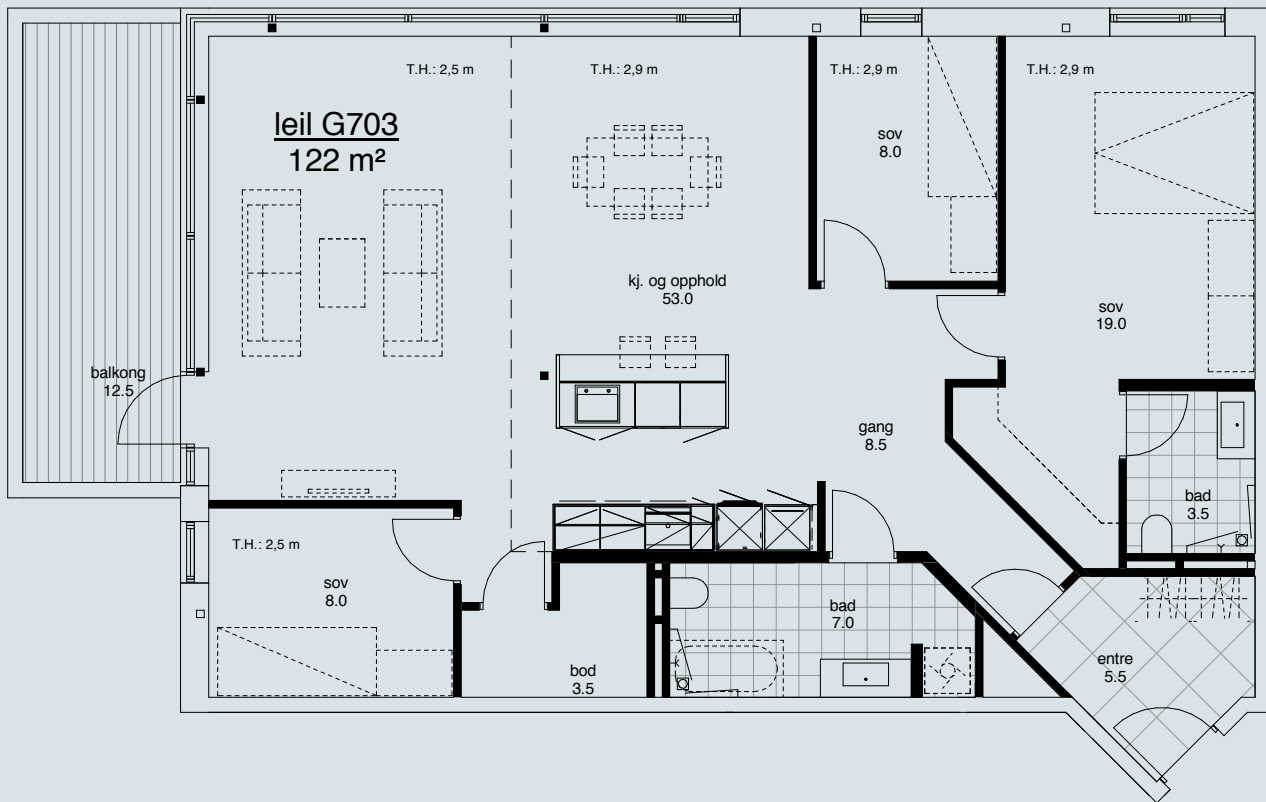 T.H.: 2,5 m
T.H.: 2,9 m
T.H.: 2,9 m
T.H.: 2,9 m
leil G703
122 m²
sov
8.0
kj. og opphold
53.0
sov
19.0
balkong
12.5
gang
8.5
bad
3.5
T.H.: 2,5 m
sov
8.0
bad
7.0
bod
3.5
entre
5.5